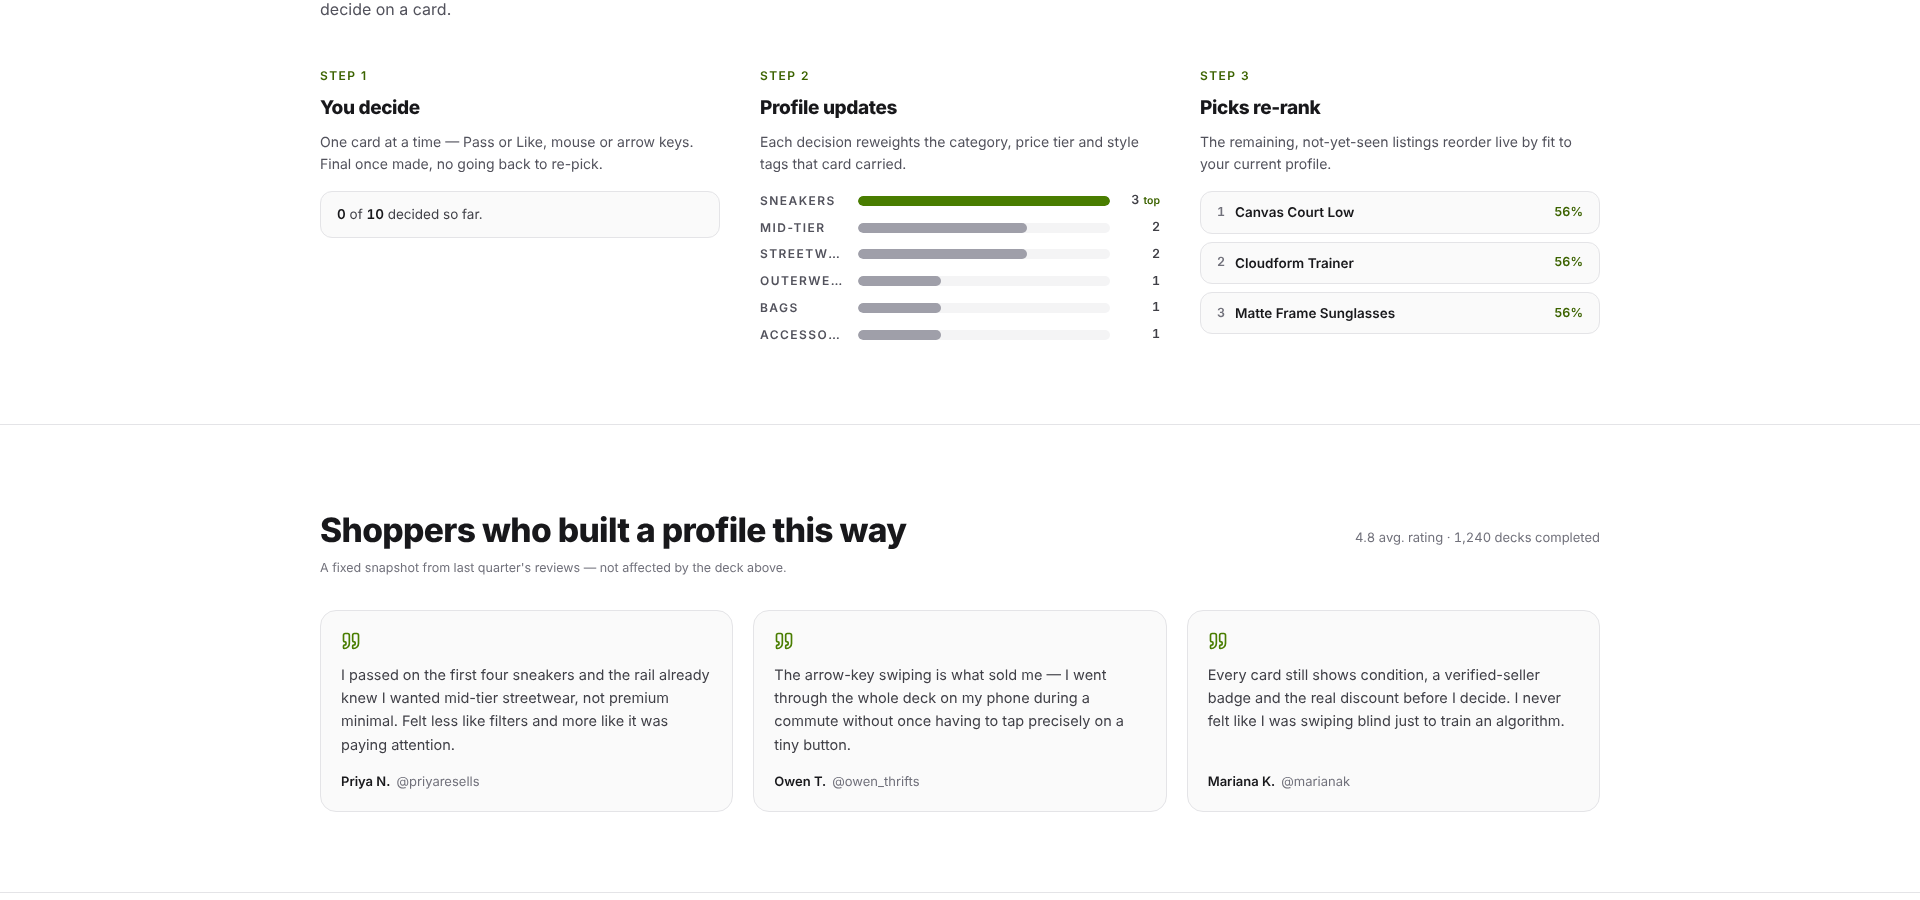 decide on a card.
STEP 1
You decide
One card at a time — Pass or Like, mouse or arrow keys.
Final once made, no going back to re-pick.
0 of 10 decided so far.
STEP 2
Profile updates
Each decision reweights the category, price tier and style
tags that card carried.
SNEAKERS 3 top
MID-TIER 2
STREETW... 2
OUTERWE... 1
BAGS 1
ACCESSO... 1
STEP 3
Picks re-rank
The remaining, not-yet-seen listings reorder live by fit to
your current profile.
1 Canvas Court Low 56%
2 Cloudform Trainer 56%
3 Matte Frame Sunglasses 56%
Shoppers who built a profile this way
4.8 avg. rating · 1,240 decks completed
A fixed snapshot from last quarter's reviews — not affected by the deck above.
I passed on the first four sneakers and the rail already
knew I wanted mid-tier streetwear, not premium
minimal. Felt less like filters and more like it was
paying attention.
Priya N. @priyaresells
The arrow-key swiping is what sold me — I went
through the whole deck on my phone during a
commute without once having to tap precisely on a
tiny button.
Owen T. @owen_thrifts
Every card still shows condition, a verified-seller
badge and the real discount before I decide. I never
felt like I was swiping blind just to train an algorithm.
Mariana K. @marianak